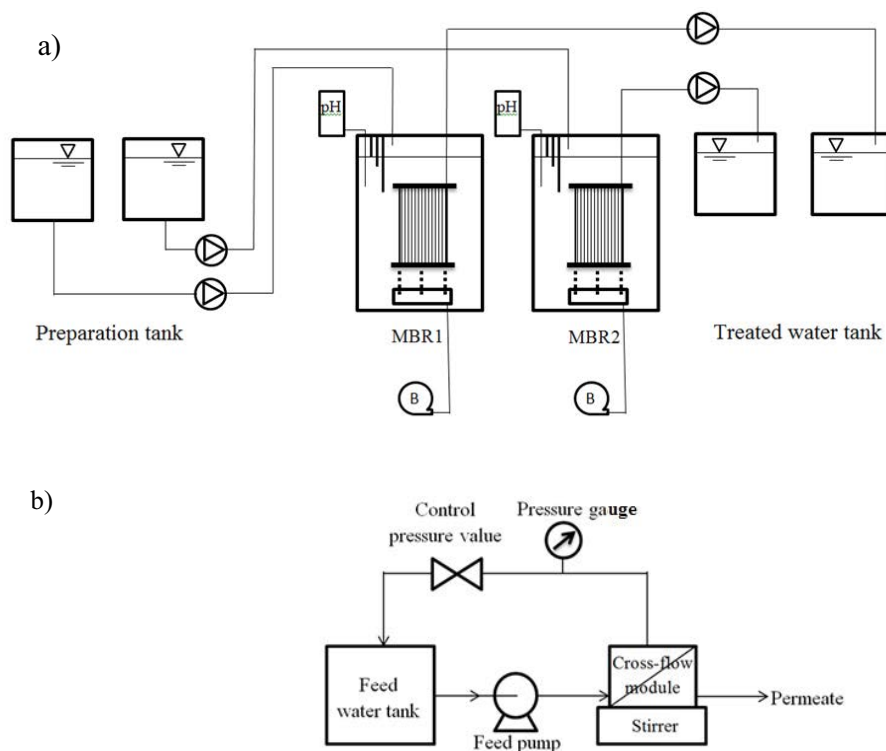 a)
pH
pH
B
B
Preparation tank
MBR1
MBR2
Treated water tank
b)
Control
pressure value
Pressure gauge
Feed
water tank
Feed pump
Cross-flow
module
Stirrer
Permeate